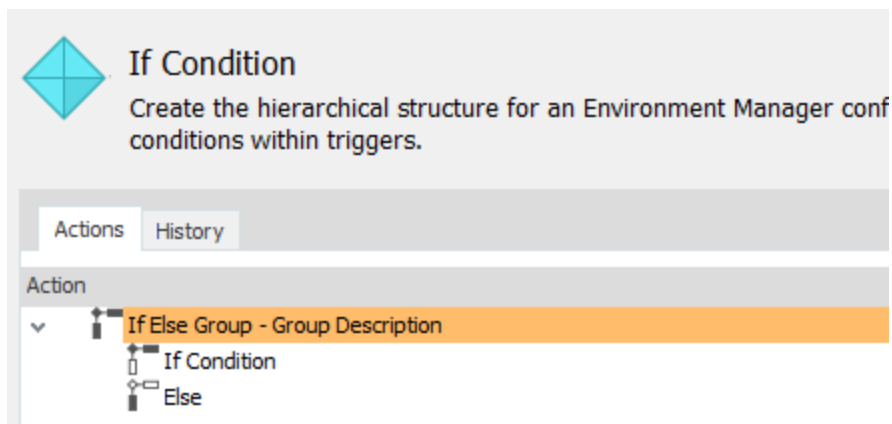 If Condition
Create the hierarchical structure for an Environment Manager conf
conditions within triggers.
Actions History
Action
If Else Group - Group Description
If Condition
Else